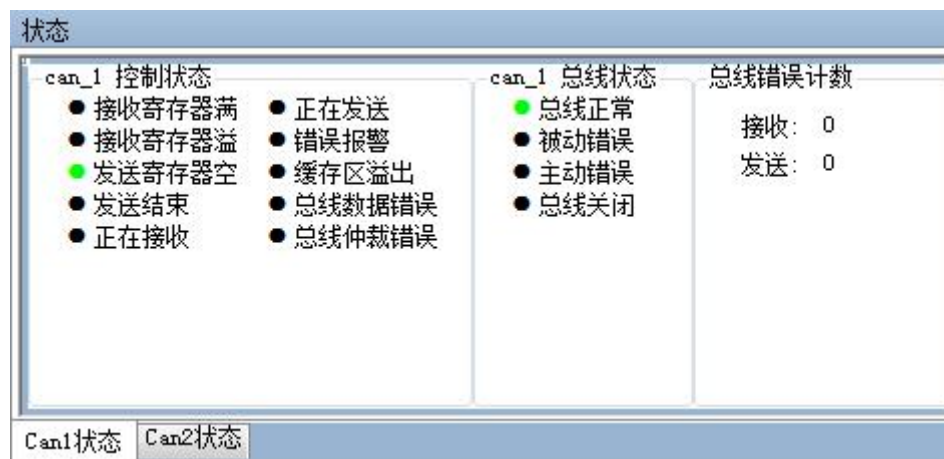 状态
can_1 控制状态
接收寄存器满
接收寄存器溢
发送寄存器空
发送结束
正在接收
正在发送
错误报警
缓存区溢出
总线数据错误
总线仲裁错误
can_1 总线状态
总线正常
被动错误
主动错误
总线关闭
总线错误计数
接收: 0
发送: 0
Can1状态 Can2状态